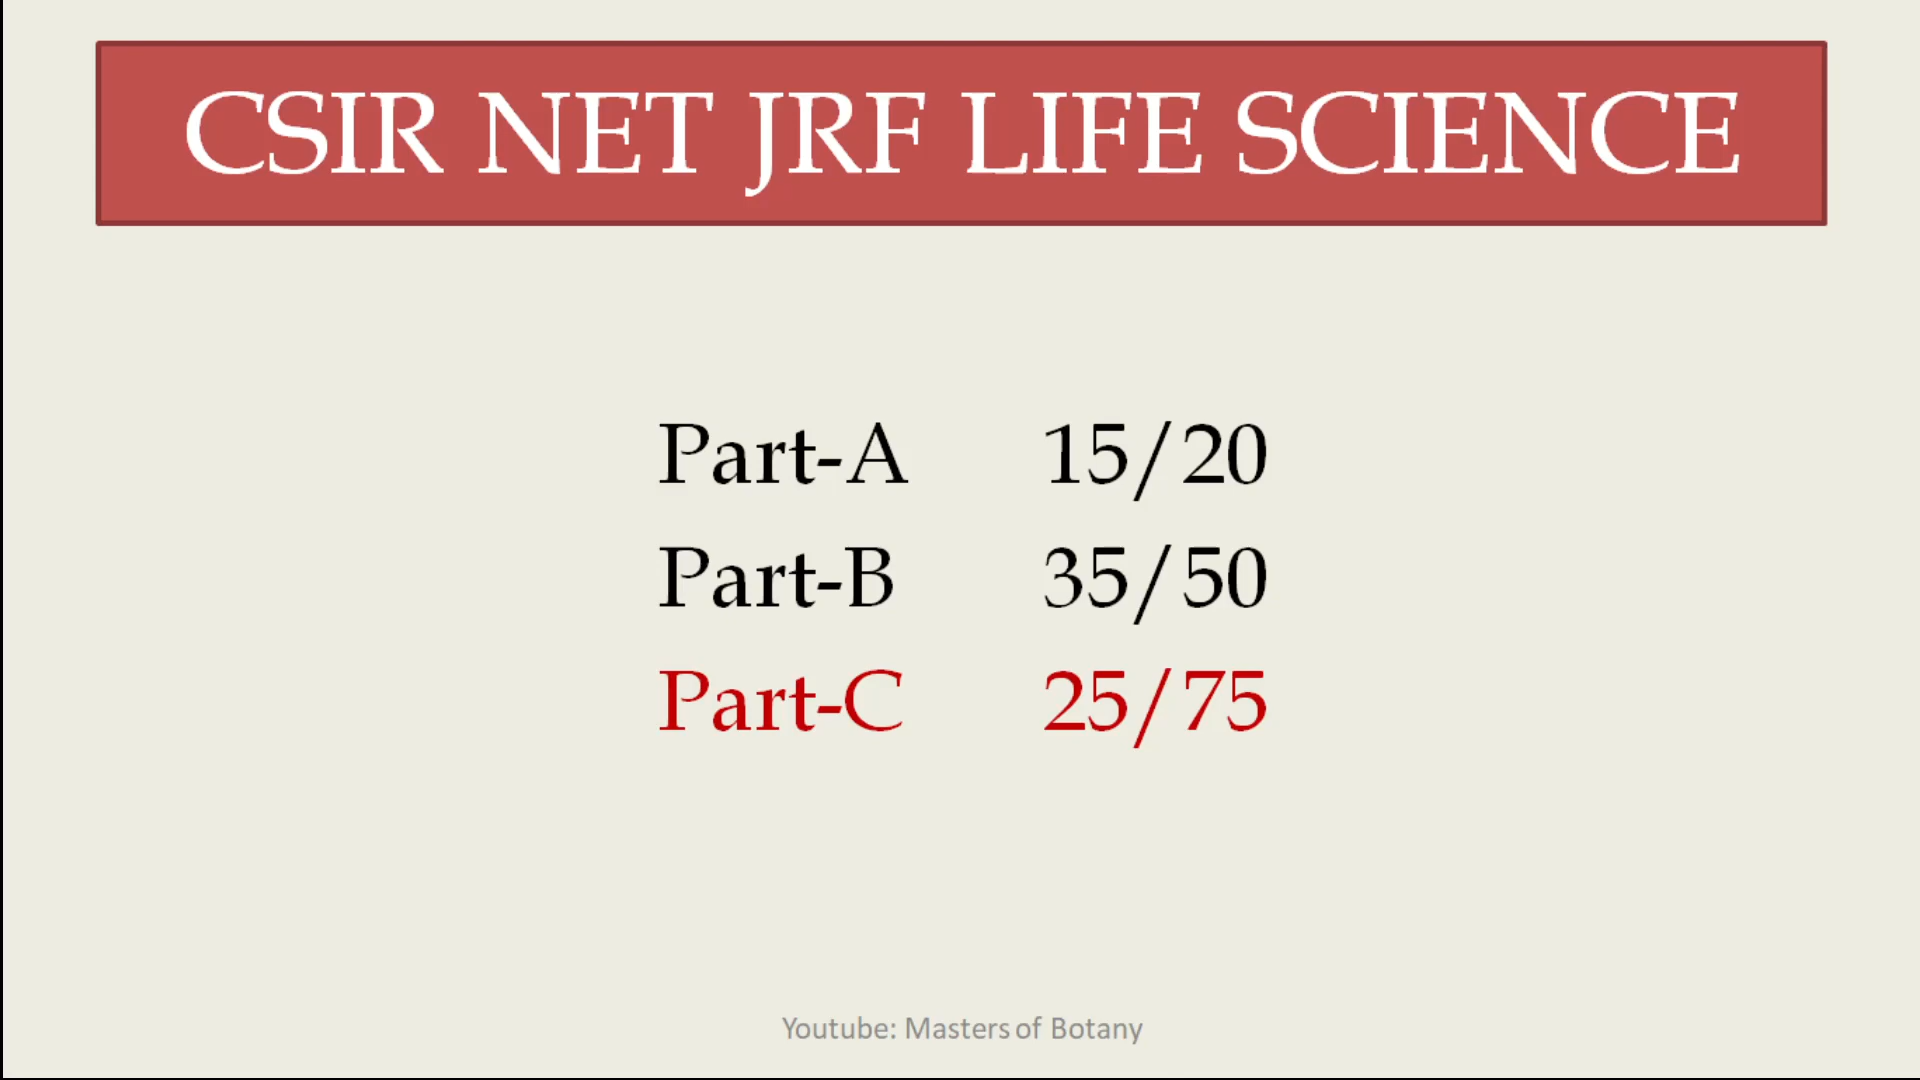 CSIR NET JRF LIFE SCIENCE
Part-A 15/20
Part-B 35/50
Part-C 25/75
Youtube: Masters of Botany